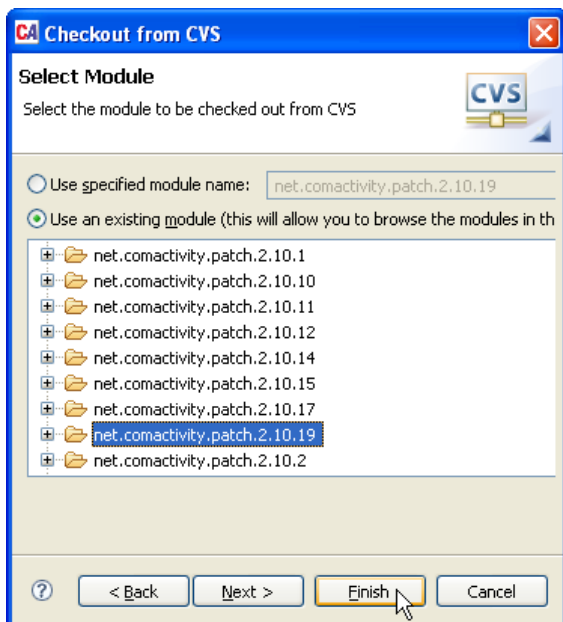 CA Checkout from CVS
Select Module
Select the module to be checked out from CVS
CVS
Use specified module name: net.comactivity.patch.2.10.19
Use an existing module (this will allow you to browse the modules in th
net.comactivity.patch.2.10.1
net.comactivity.patch.2.10.10
net.comactivity.patch.2.10.11
net.comactivity.patch.2.10.12
net.comactivity.patch.2.10.14
net.comactivity.patch.2.10.15
net.comactivity.patch.2.10.17
net.comactivity.patch.2.10.19
net.comactivity.patch.2.10.2
? < Back Next > Finish Cancel